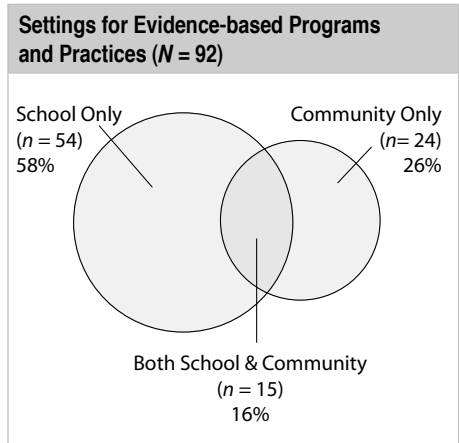 Settings for Evidence-based Programs
and Practices (N = 92)
School Only
(n = 54)
58%
Community Only
(n= 24)
26%
Both School & Community
(n = 15)
16%